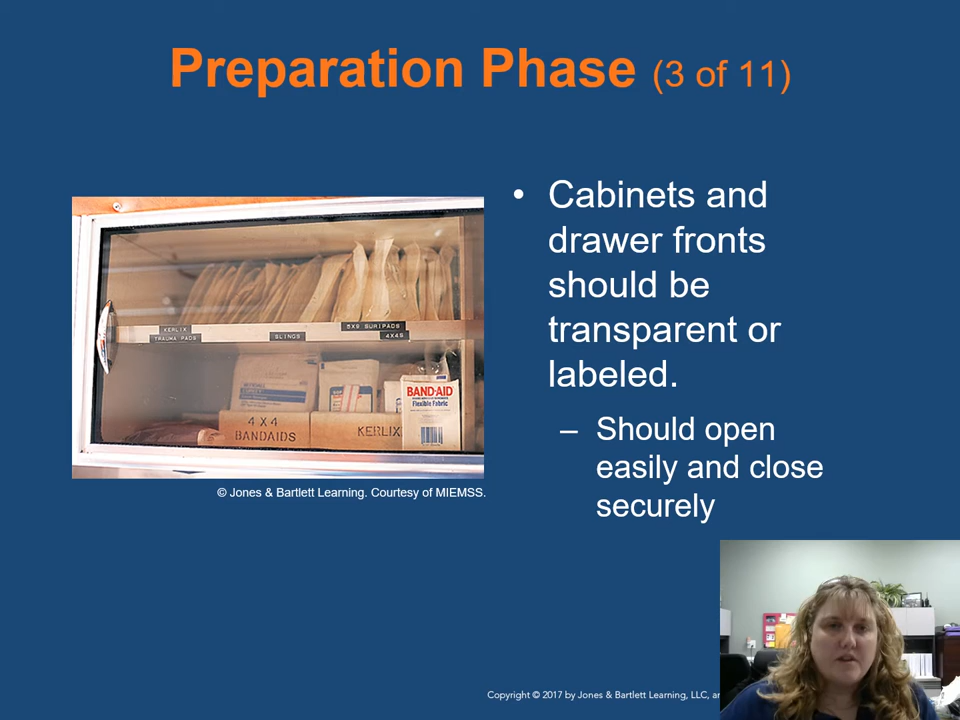 Preparation Phase (3 of 11)
• Cabinets and
drawer fronts
should be
transparent or
labeled.
– Should open
easily and close
securely
KERLIX
TRAUMA PADS
SLINGS
5X9 SURIPADS
4X4S
BAND-AID
Flexible Fabric
4 X 4
BANDAIDS
KERLIX
© Jones & Bartlett Learning. Courtesy of MIEMSS.
Copyright © 2017 by Jones & Bartlett Learning, LLC, an